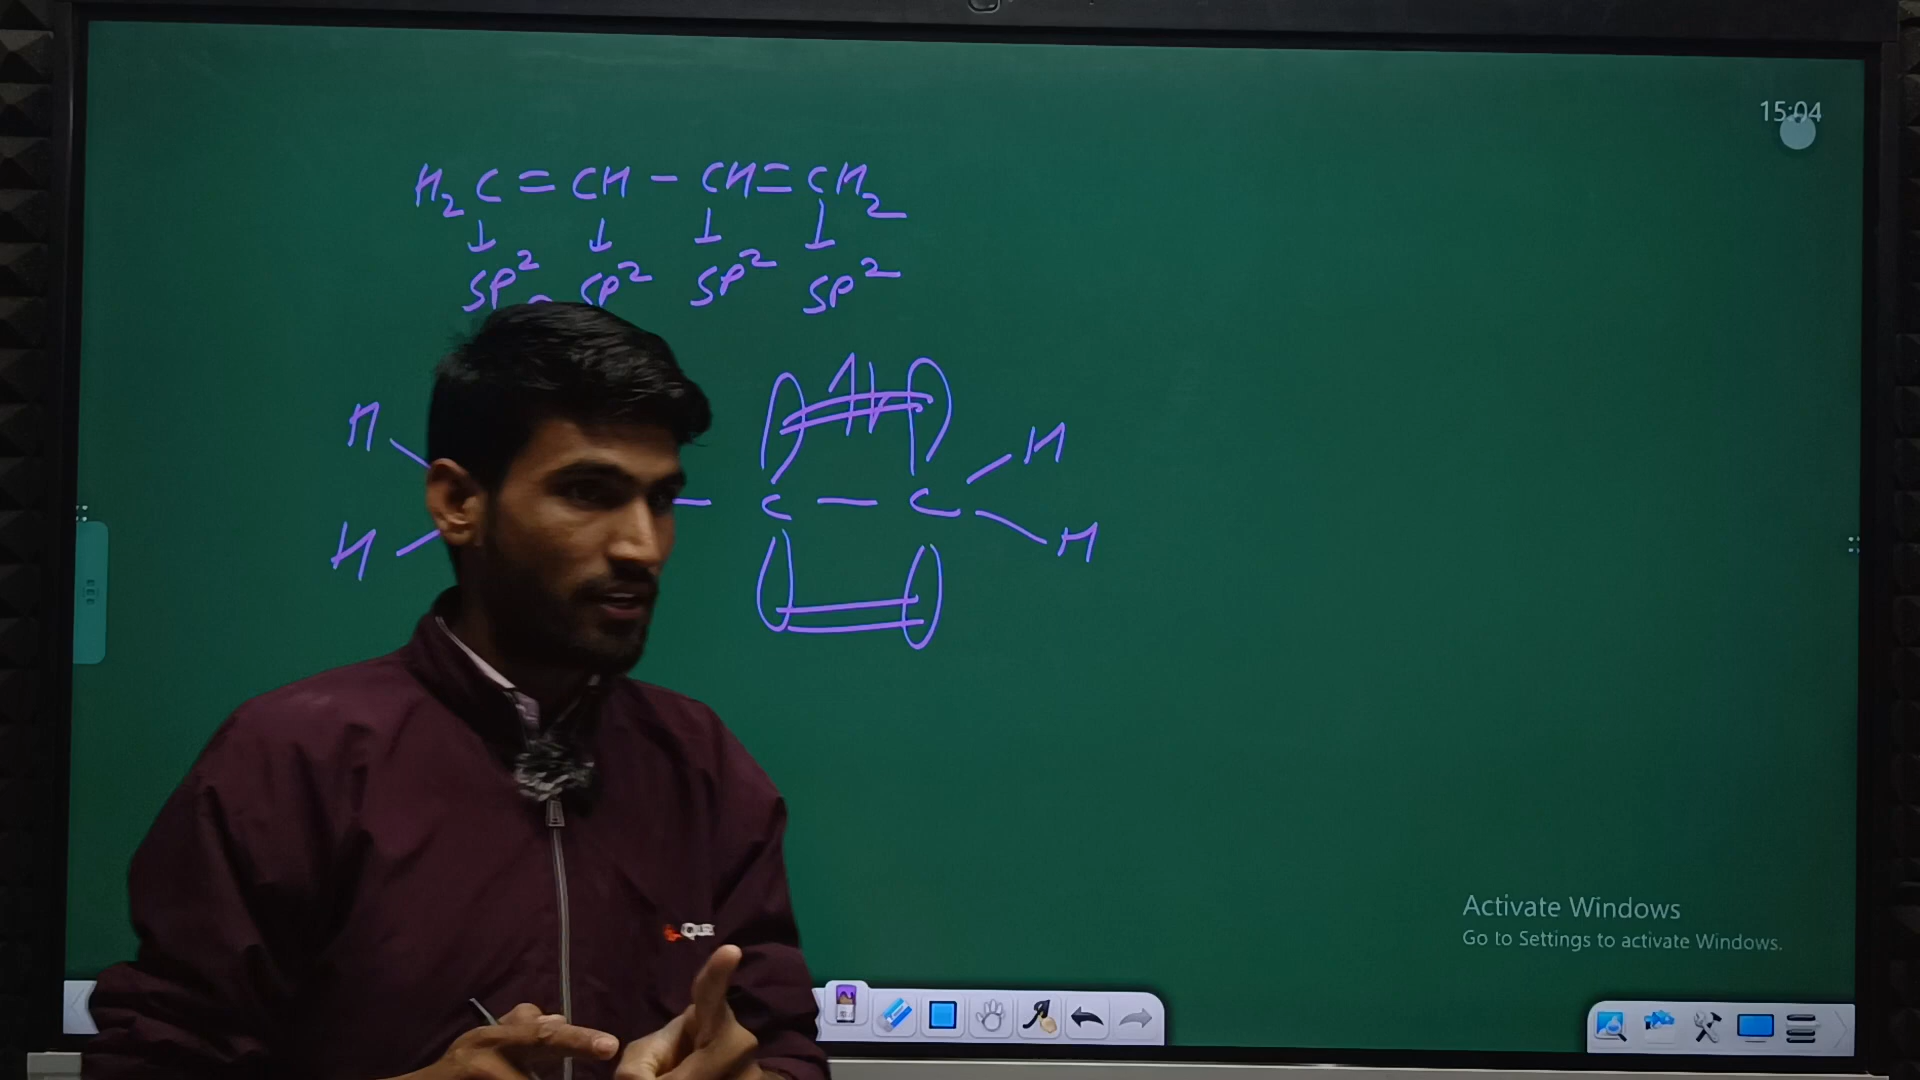 15:04
H₂C = CH – CH = CH₂
↓ ↓ ↓ ↓
SP² SP² SP² SP²
H H
– C – C
H H
Activate Windows
Go to Settings to activate Windows.